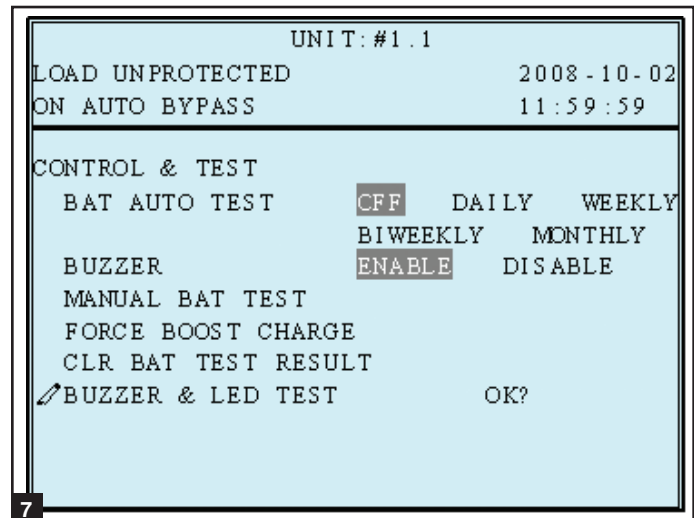 UNIT:#1.1
LOAD UNPROTECTED 2008-10-02
ON AUTO BYPASS 11:59:59
CONTROL & TEST
BAT AUTO TEST CFF DAILY WEEKLY
BIWEEKLY MONTHLY
BUZZER ENABLE DISABLE
MANUAL BAT TEST
FORCE BOOST CHARGE
CLR BAT TEST RESULT
BUZZER & LED TEST OK?
7